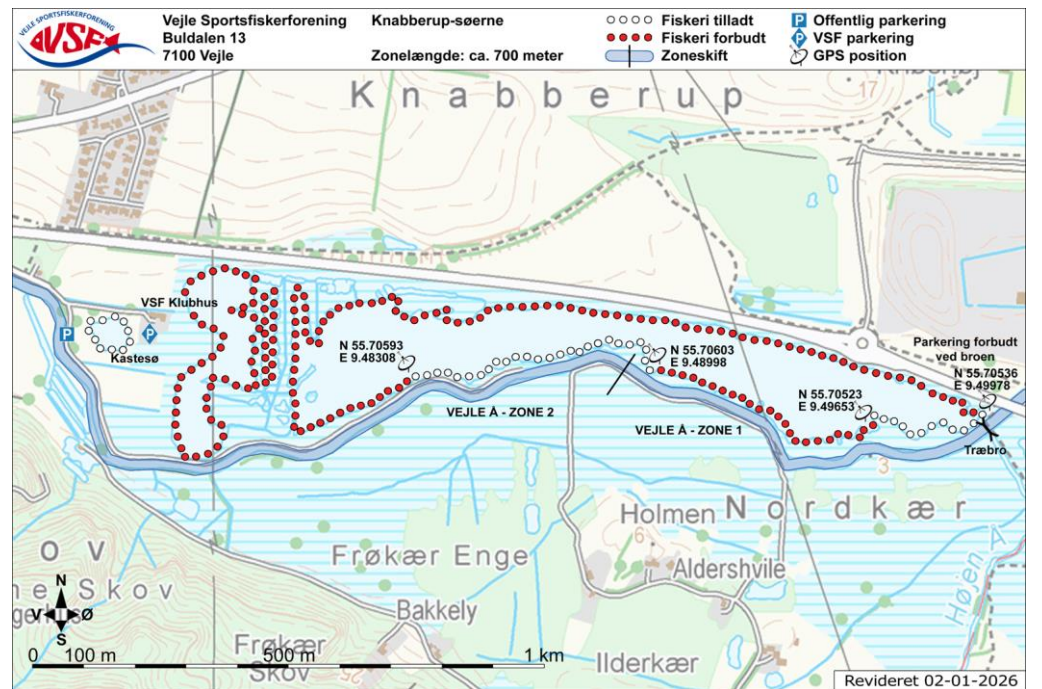 VEJLE SPORTSFISKERFORENING
VSF
Vejle Sportsfiskerforening
Buldalen 13
7100 Vejle
Knabberup-søerne
Zonelængde: ca. 700 meter
Fiskeri tilladt
Fiskeri forbudt
Zoneskift
P Offentlig parkering
P VSF parkering
GPS position
Knabberup
17
VSF Klubhus
P
P
Kastesø
N 55.70593
E 9.48308
N 55.70603
E 9.48998
Parkering forbudt
ved broen
N 55.70536
E 9.49978
N 55.70523
E 9.49653
VEJLE Å - ZONE 2
VEJLE Å - ZONE 1
Træbro
3
Nordkær
Holmen
6
Frøkær Enge
Aldershvile
Højen Å
Bakkely
Frøkær
Skov
25
Ilderkær
N
V Ø
S
0 100 m 500 m 1 km
Revideret 02-01-2026